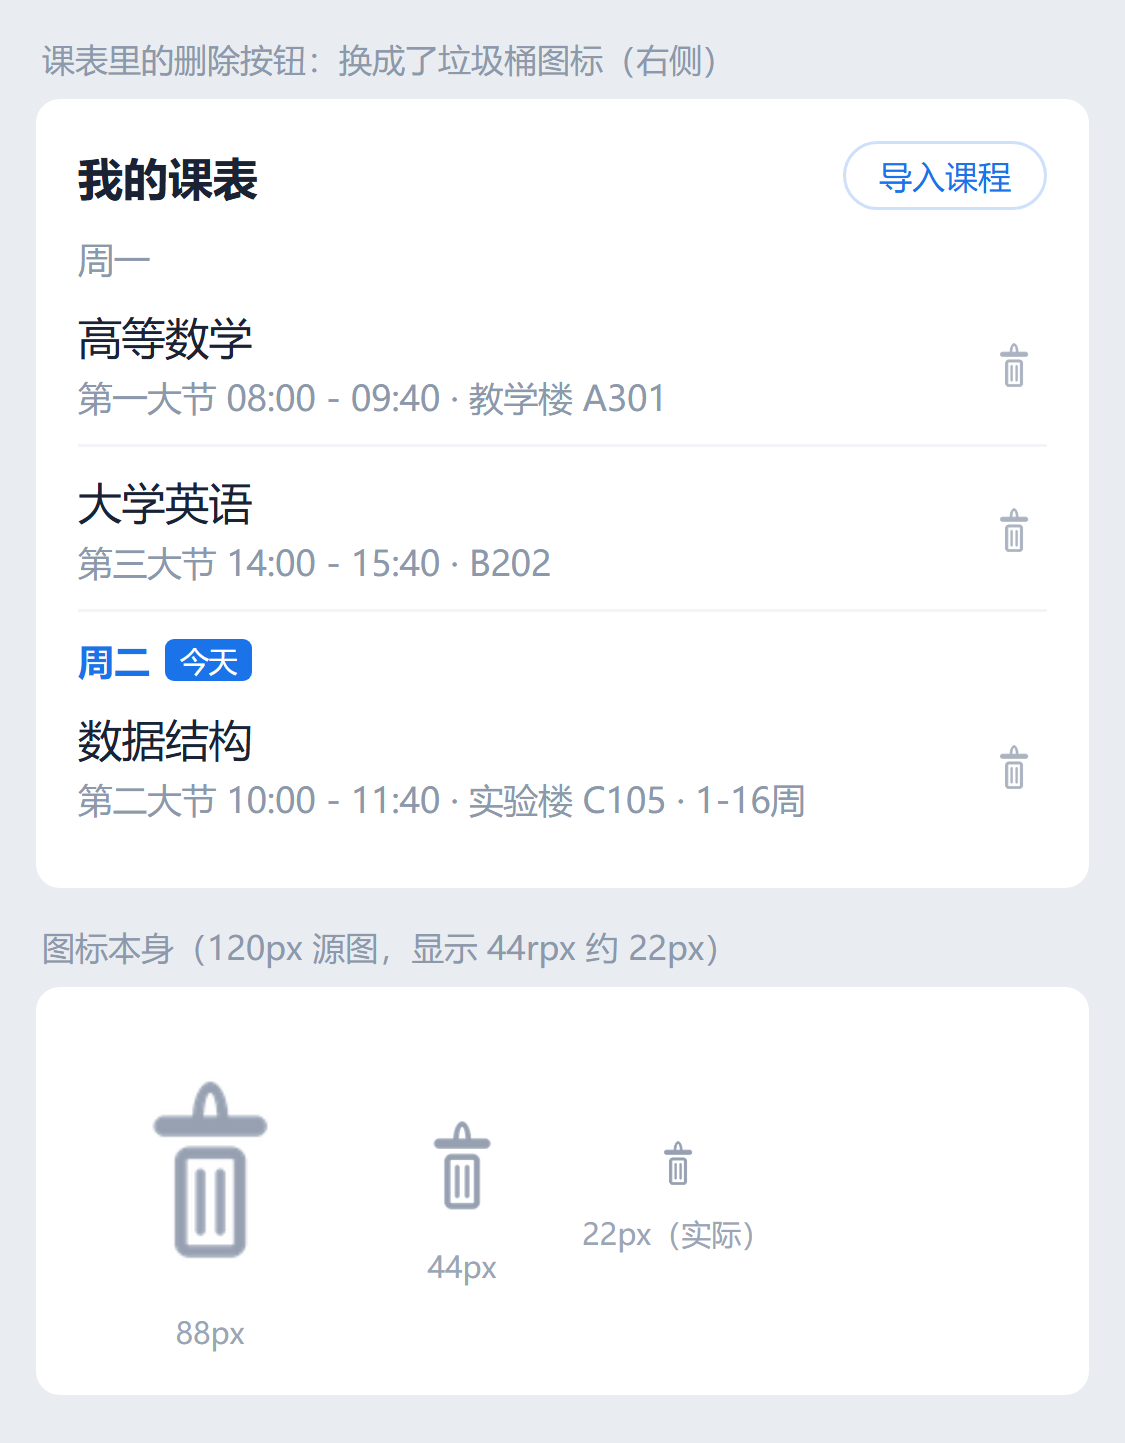 课表里的删除按钮：换成了垃圾桶图标（右侧）
我的课表
导入课程
周一
高等数学
第一大节 08:00 - 09:40 · 教学楼 A301
大学英语
第三大节 14:00 - 15:40 · B202
周二 今天
数据结构
第二大节 10:00 - 11:40 · 实验楼 C105 · 1-16周
图标本身（120px 源图，显示 44rpx 约 22px）
88px
44px
22px（实际）